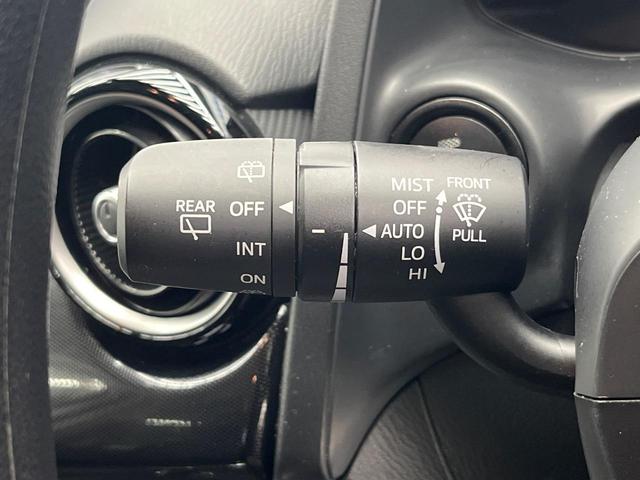 REAR
OFF
INT
ON
MIST
OFF
AUTO
LO
HI
FRONT
PULL